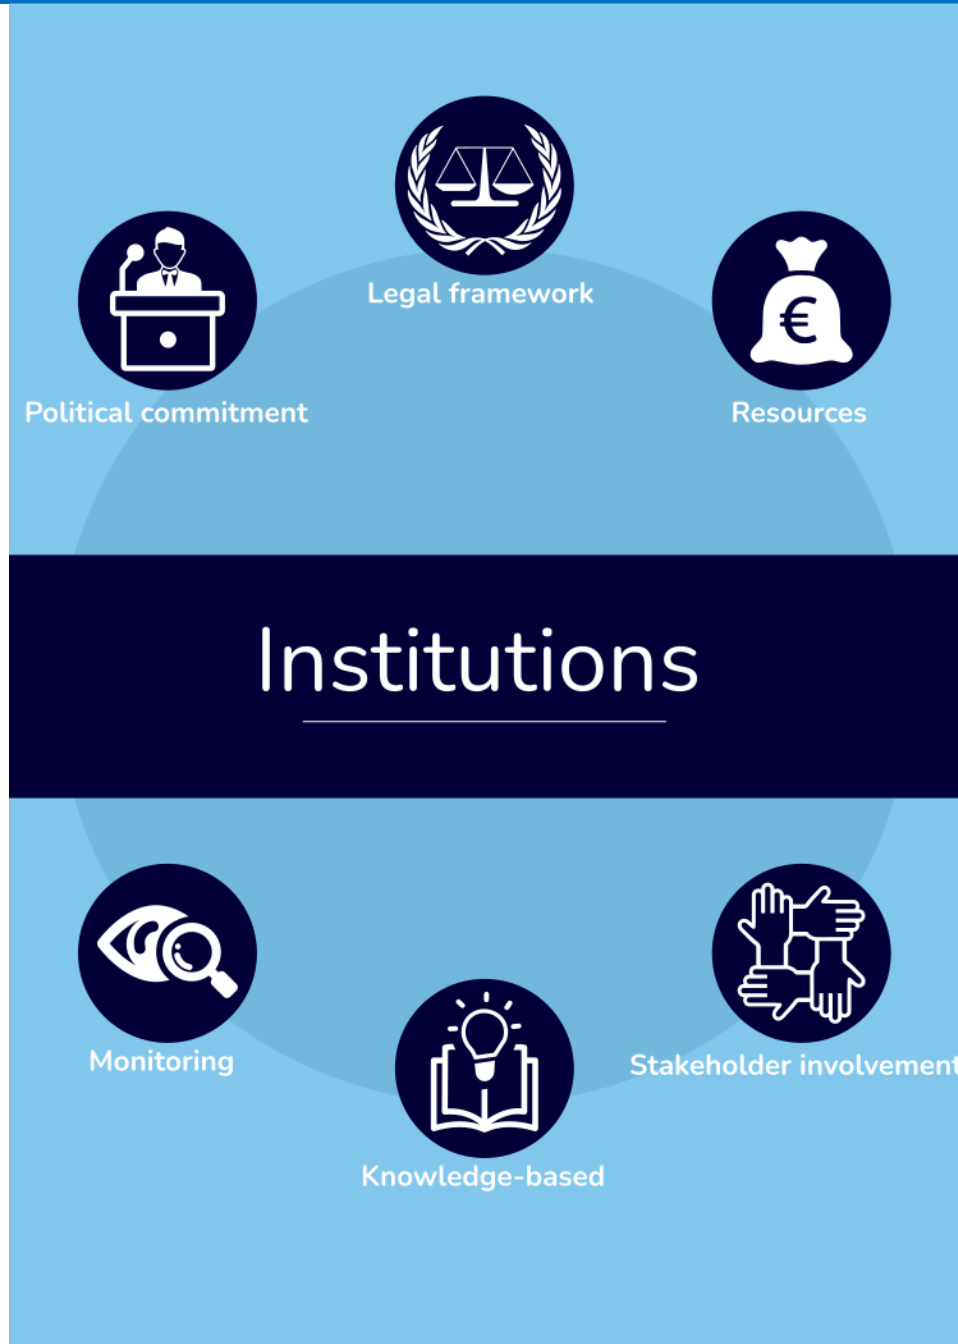 Legal framework
€
Political commitment
Resources
Institutions
Monitoring
Stakeholder involvement
Knowledge-based